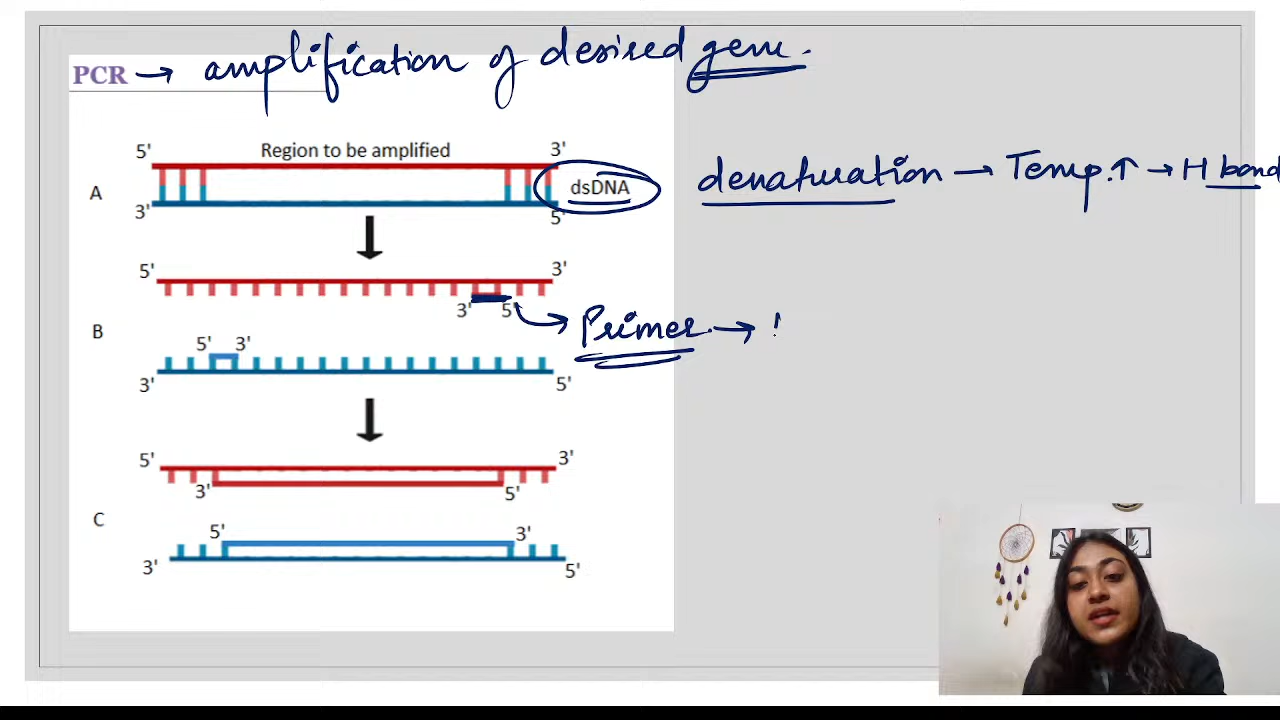 PCR → amplification of desired gene.
5' Region to be amplified 3'
A dsDNA denatuation → Temp.↑ → H bond
3' 5'
5' 3'
3' 5' Primer. →
B
5' 3'
3' 5'
5' 3'
3' 5'
C
5' 3'
3' 5'